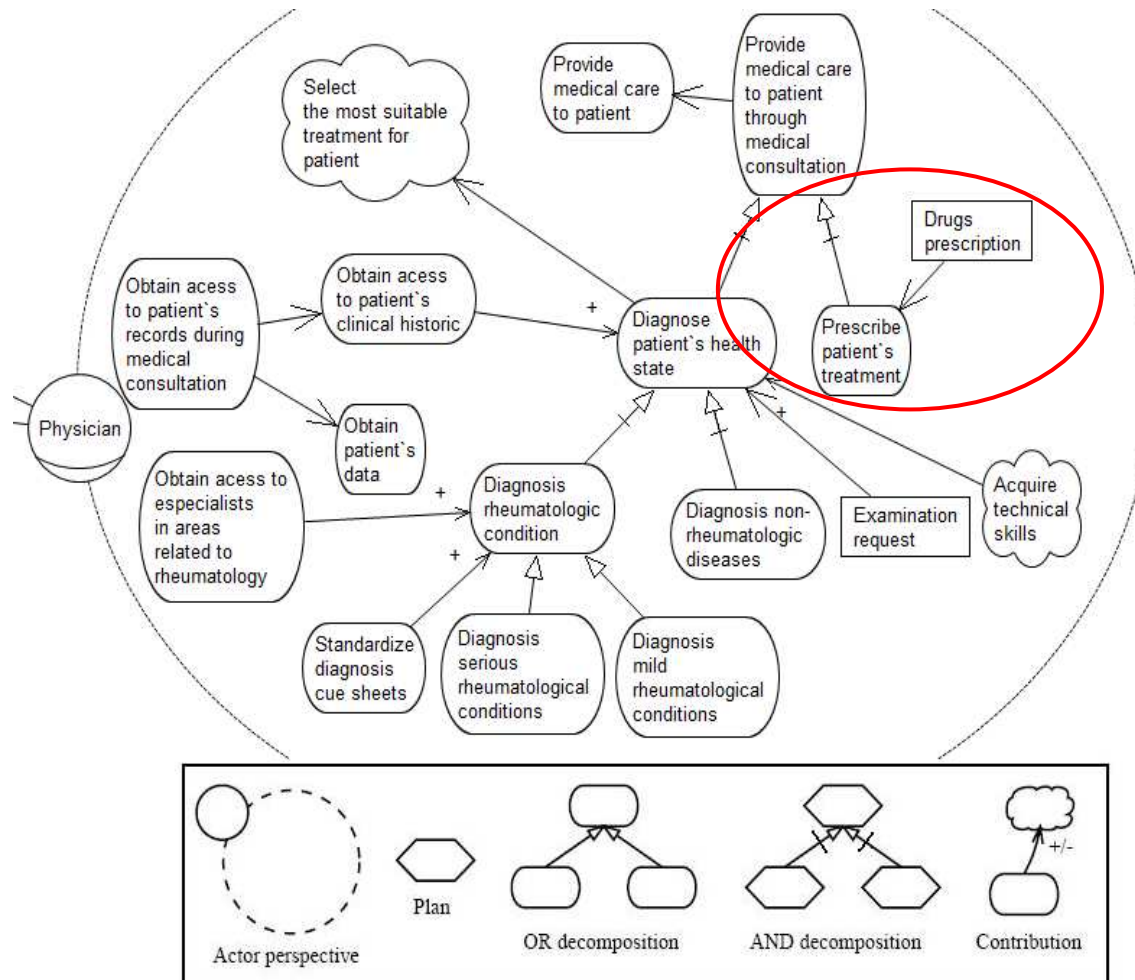 Select
the most suitable
treatment for
patient
Provide
medical care
to patient
Provide
medical care
to patient
through
medical
consultation
Drugs
prescription
Obtain acess
to patient`s
records during
medical
consultation
Obtain acess
to patient`s
clinical historic
+
Diagnose
patient`s health
state
Prescribe
patient`s
treatment
Physician
Obtain
patient`s
data
+
Obtain acess to
especialists
in areas
related to
rheumatology
+
Diagnosis
rheumatologic
condition
+
Diagnosis non-
rheumatologic
diseases
Examination
request
Acquire
technical
skills
Standardize
diagnosis
cue sheets
Diagnosis
serious
rheumatological
conditions
Diagnosis
mild
rheumatological
conditions
+/-
Plan
Actor perspective
OR decomposition
AND decomposition
Contribution